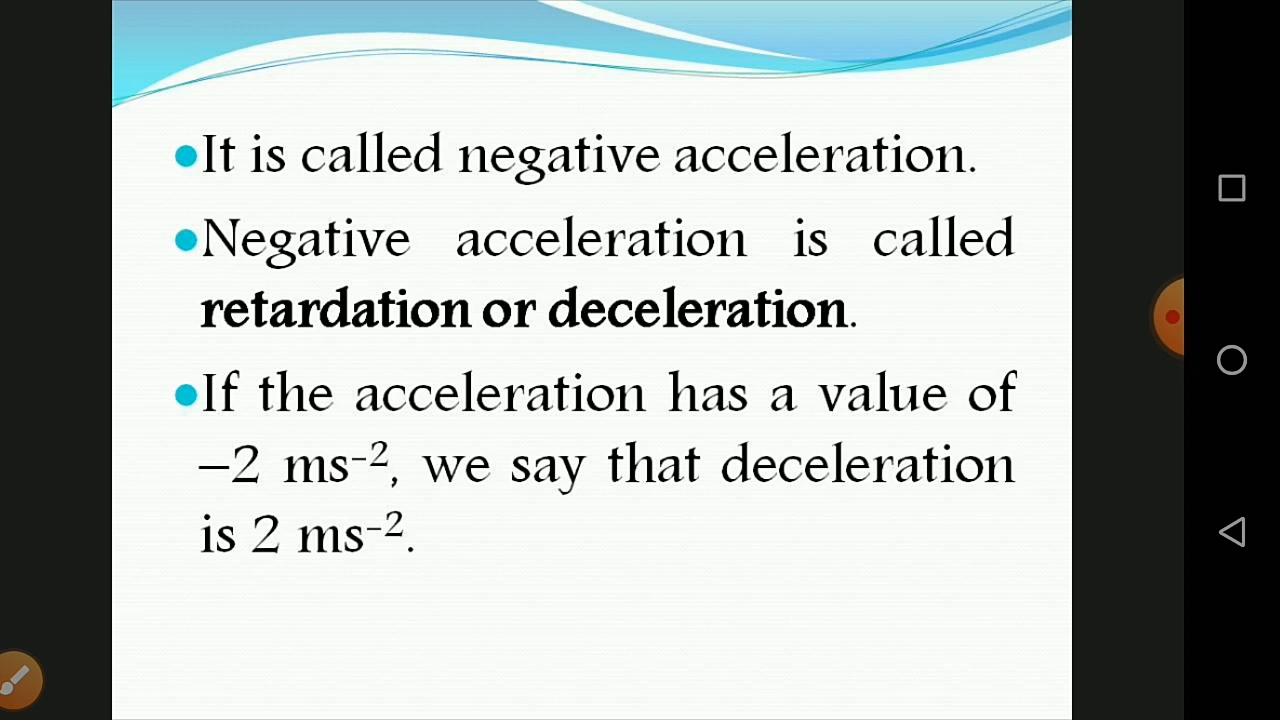 •It is called negative acceleration.
•Negative acceleration is called
retardation or deceleration.
•If the acceleration has a value of
–2 ms⁻², we say that deceleration
is 2 ms⁻².